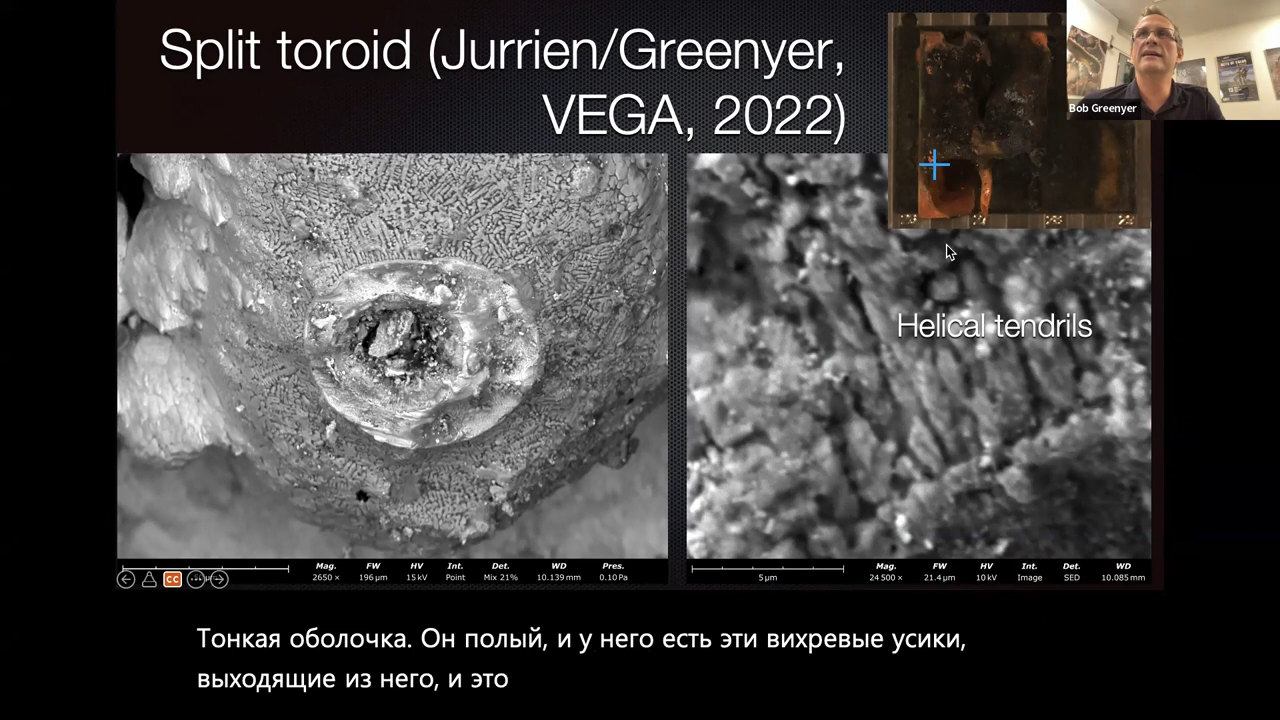 Split toroid (Jurrien/Greenyer,
VEGA, 2022)
Bob Greenyer
Helical tendrils
Mag. FW HV Int. Det. WD Pres.
2650 × 196 µm 15 kV Point Mix 21% 10.139 mm 0.10 Pa
CC
Mag. FW HV Int. Det. WD
5 µm 24 500 × 21.4 µm 10 kV Image SED 10.085 mm
Тонкая оболочка. Он полый, и у него есть эти вихревые усики,
выходящие из него, и это